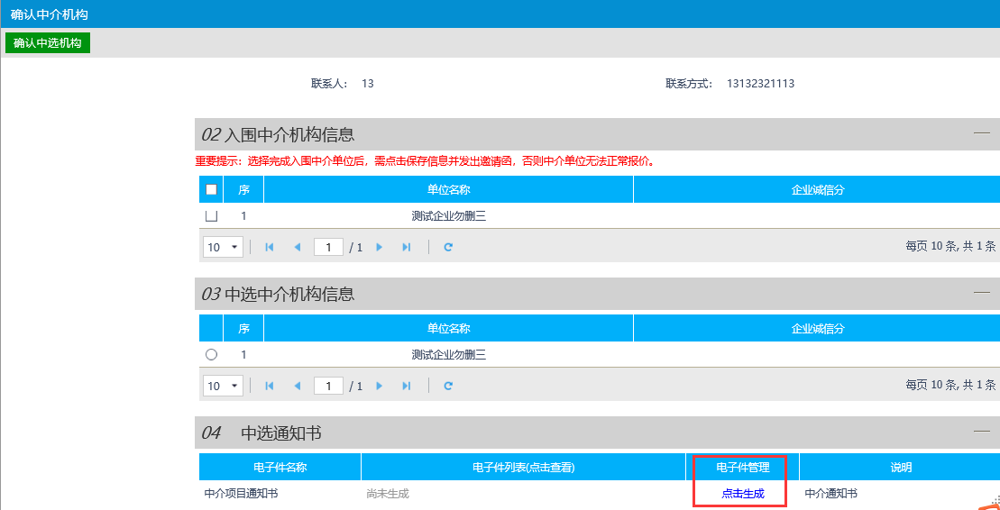 确认中介机构
确认中选机构
联系人： 13 联系方式： 13132321113
02 入围中介机构信息
重要提示：选择完成入围中介单位后，需点击保存信息并发出邀请函，否则中介单位无法正常报价。
序 单位名称 企业诚信分
1 测试企业勿删三
10 1 / 1 每页 10 条, 共 1 条
03 中选中介机构信息
序 单位名称 企业诚信分
1 测试企业勿删三
10 1 / 1 每页 10 条, 共 1 条
04 中选通知书
电子件名称 电子件列表(点击查看) 电子件管理 说明
中介项目通知书 尚未生成 点击生成 中介通知书